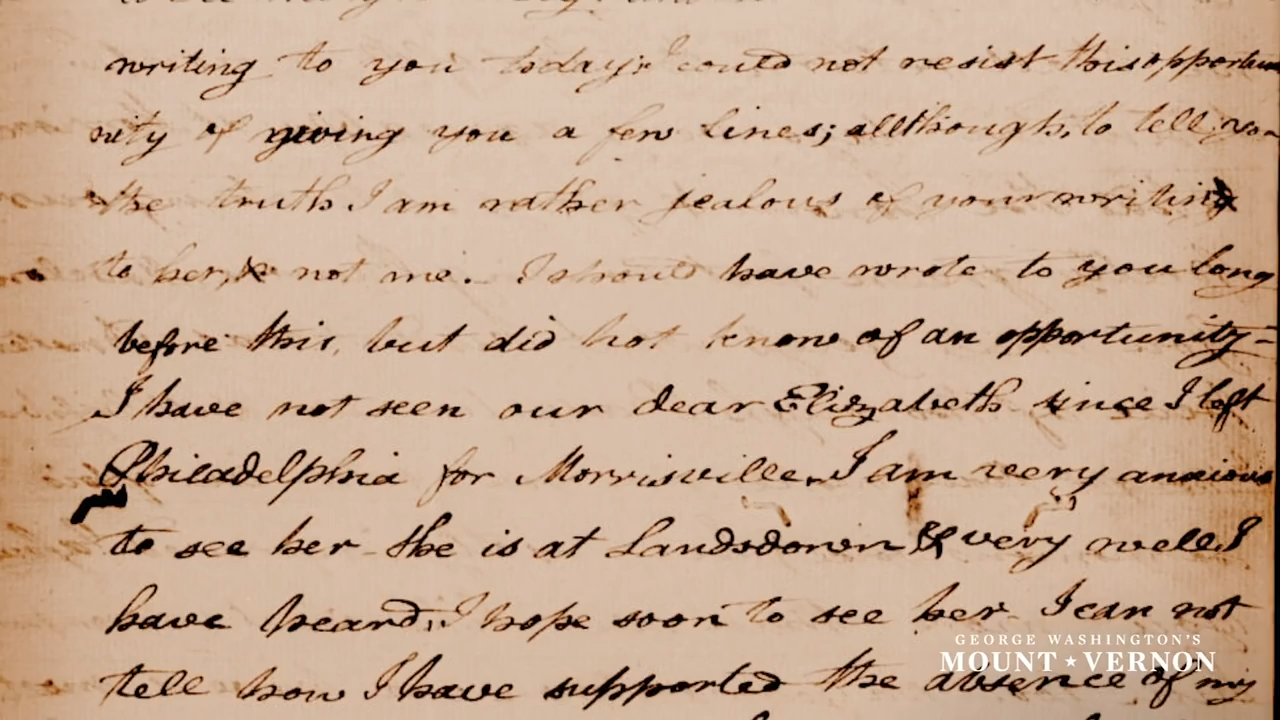 writing to you today, I could not resist this opportu
nity of giving you a few lines; allthough, to tell you
the truth I am rather jealous of your writing
to her, & not me. I should have wrote to you long
before this, but did not know of an opportunity-
I have not seen our dear Elizabeth since I left
Philadelphia for Morrisville, I am very anxious
to see her She is at Landsdown & very well I
have heard, I hope soon to see her. I can not
tell how I have supported the absence of my
GEORGE WASHINGTON'S
MOUNT VERNON